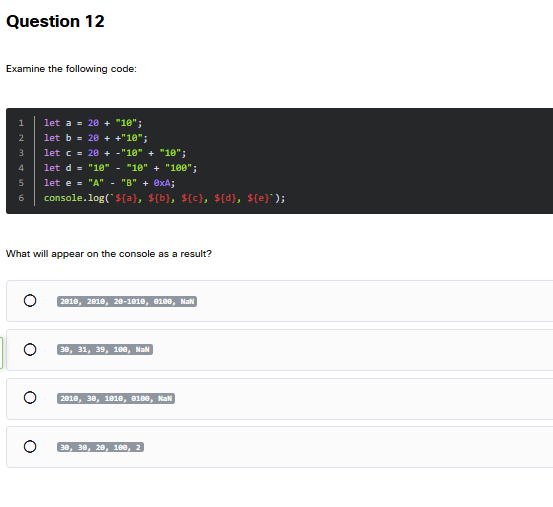 Question 12
Examine the following code:
1 let a = 20 + "10";
2 let b = 20 + +"10";
3 let c = 20 + -"10" + "10";
4 let d = "10" - "10" + "100";
5 let e = "A" - "B" + 0xA;
6 console.log(`${a}, ${b}, ${c}, ${d}, ${e}`);
What will appear on the console as a result?
2010, 2010, 20-1010, 0100, NaN
30, 31, 39, 100, NaN
2010, 30, 1010, 0100, NaN
30, 30, 20, 100, 2